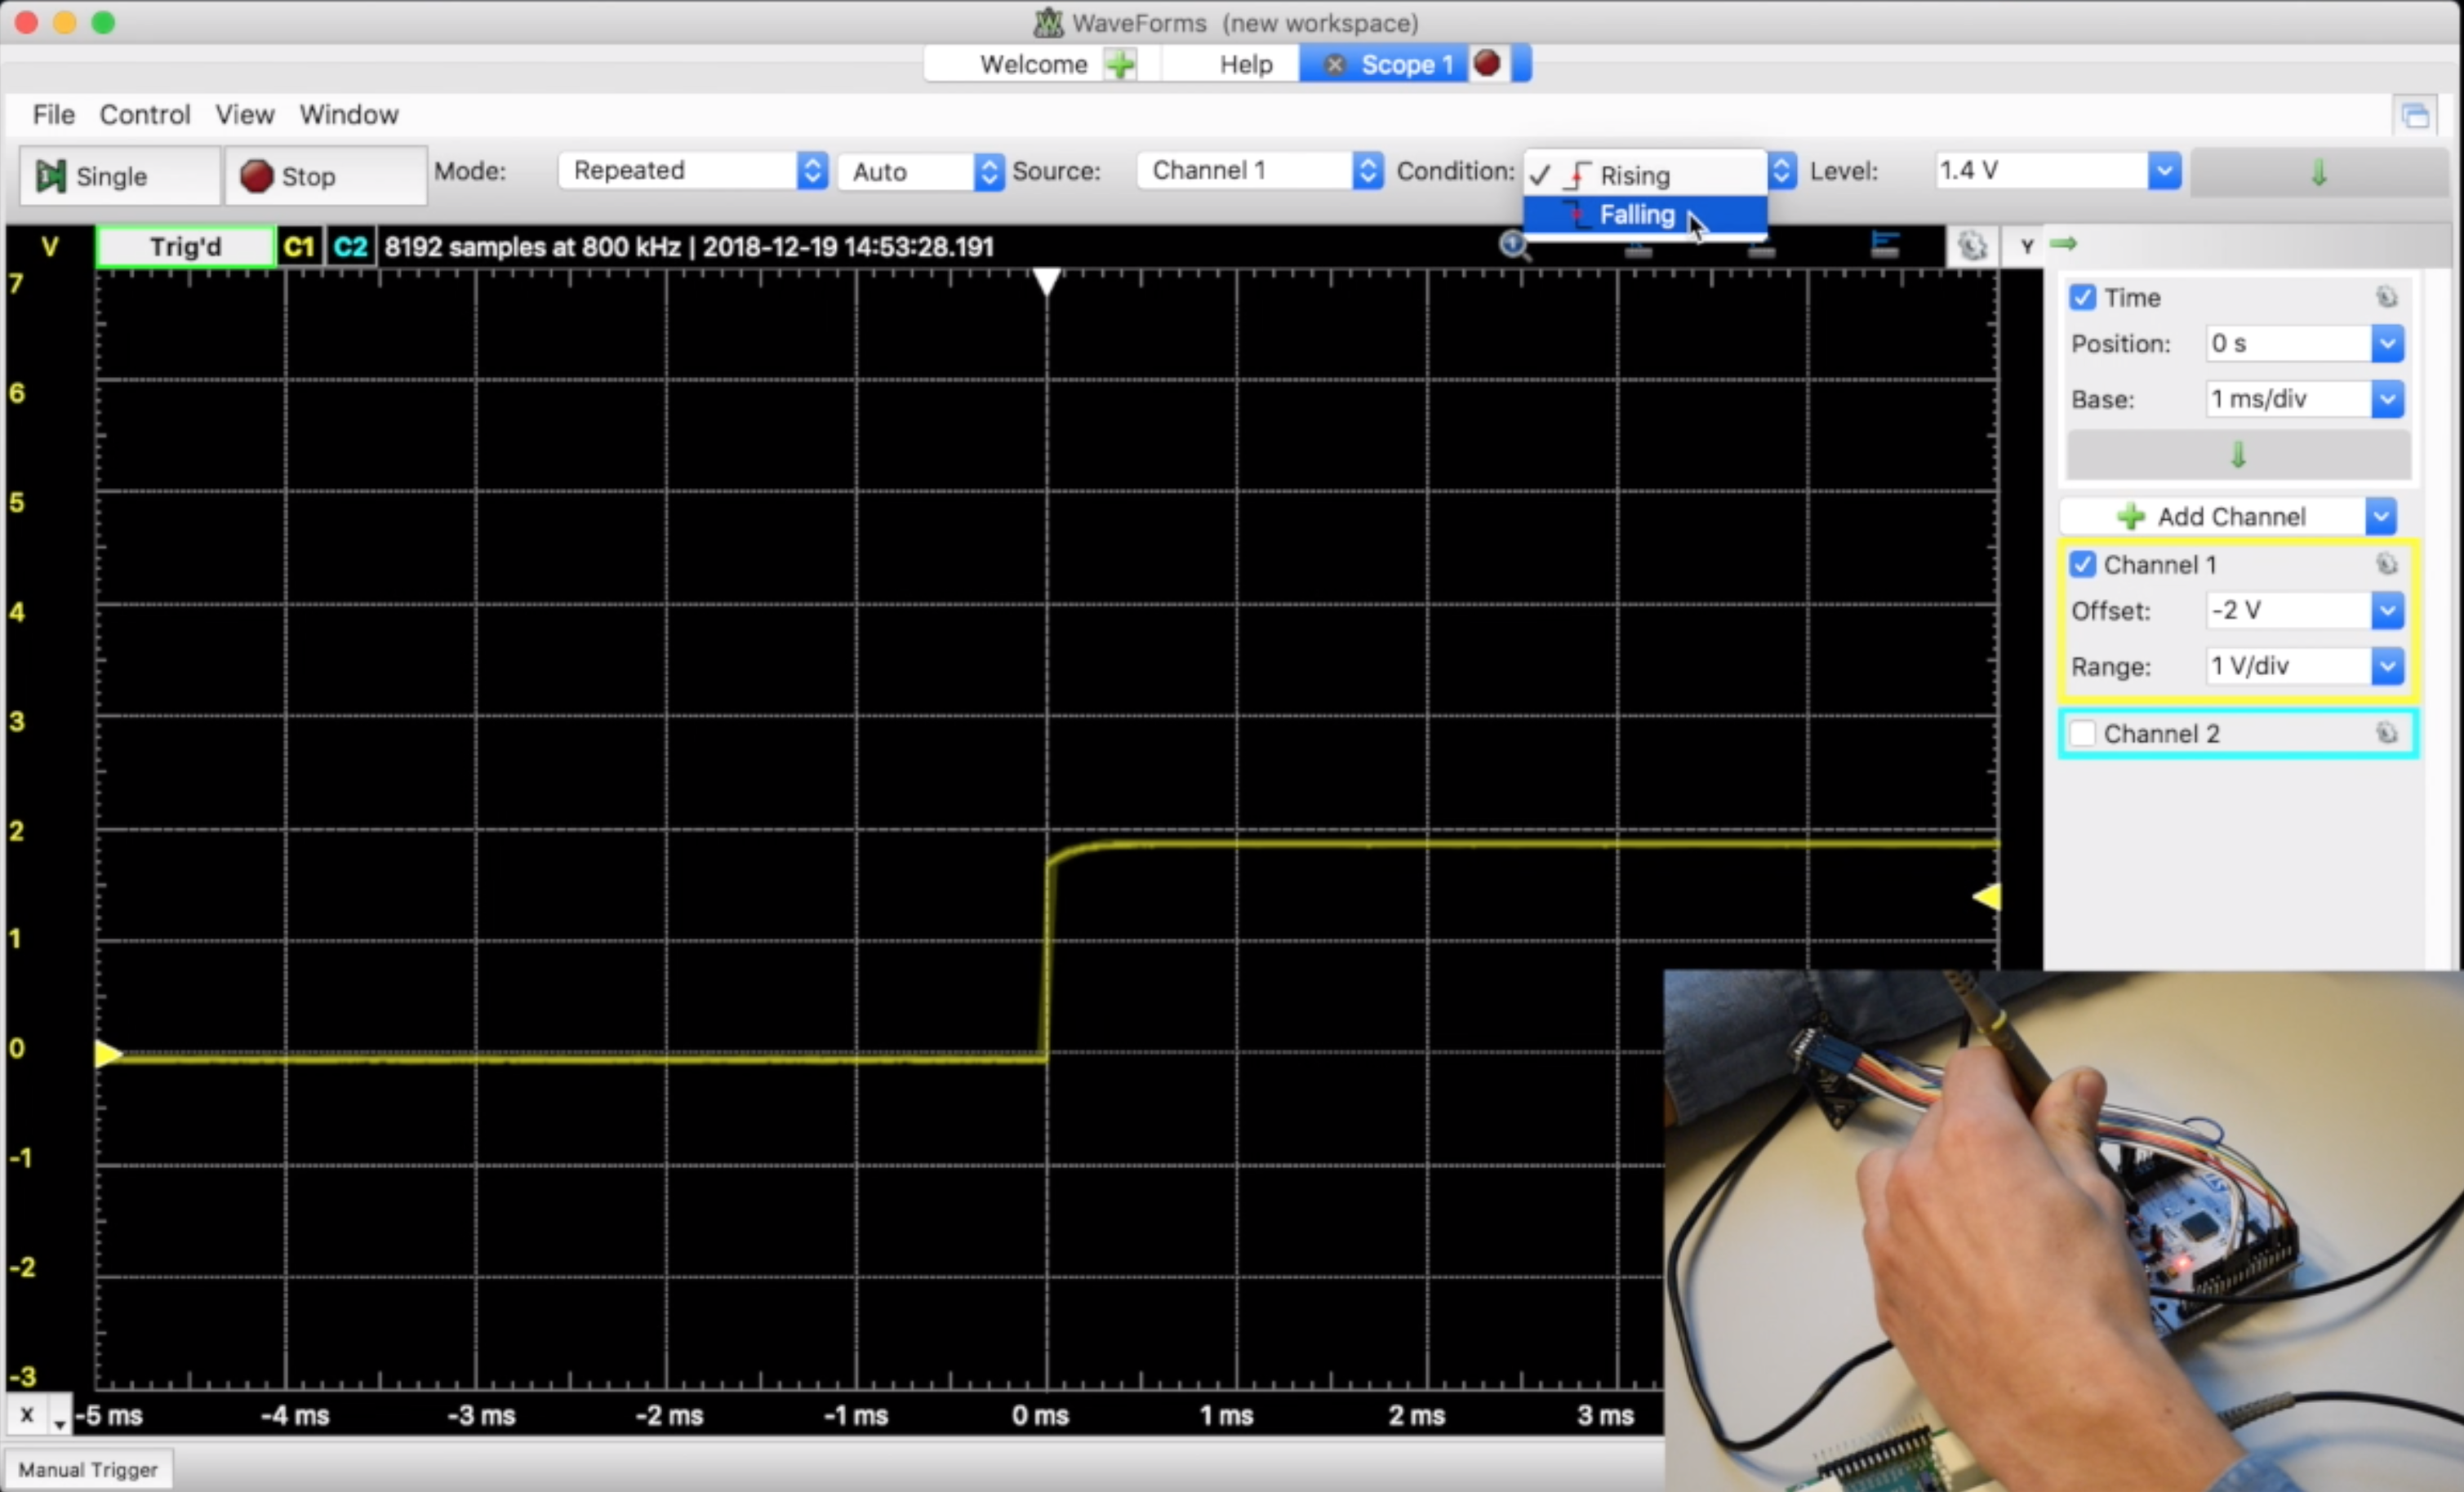 WaveForms (new workspace)
Welcome Help Scope 1
File Control View Window
Single Stop Mode: Repeated Auto Source: Channel 1 Condition: Rising Level: 1.4 V
Falling
V Trig'd C1 C2 8192 samples at 800 kHz | 2018-12-19 14:53:28.191 Y
7
6
5
4
3
2
1
0
-1
-2
-3
X -5 ms -4 ms -3 ms -2 ms -1 ms 0 ms 1 ms 2 ms 3 ms
Manual Trigger
Time
Position: 0 s
Base: 1 ms/div
Add Channel
Channel 1
Offset: -2 V
Range: 1 V/div
Channel 2